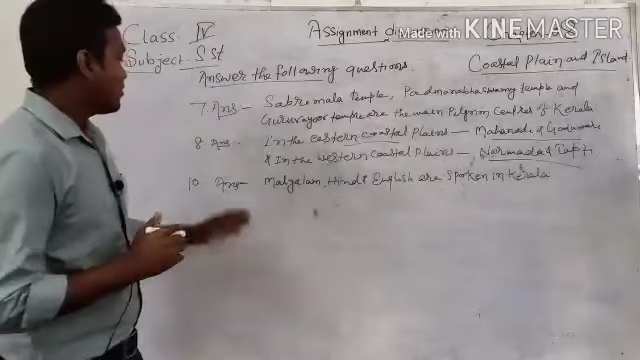 Class. IV
Assignment
Made with KINEMASTER
Subject. S.st
Coastal Plain and Island
Answer the following questions.
7. Ans- Sabrimala temple, Padmanabhaswamy temple and
Guruvayoor temple are the main Pilgrim Centres of Kerala
8. Ans- In the eastern coastal Plains - Mahanadi & Godavari
& In the western Coastal Plains - Narmada & Tapti
10. Ans- Malyalam, Hindi English are spoken in Kerala